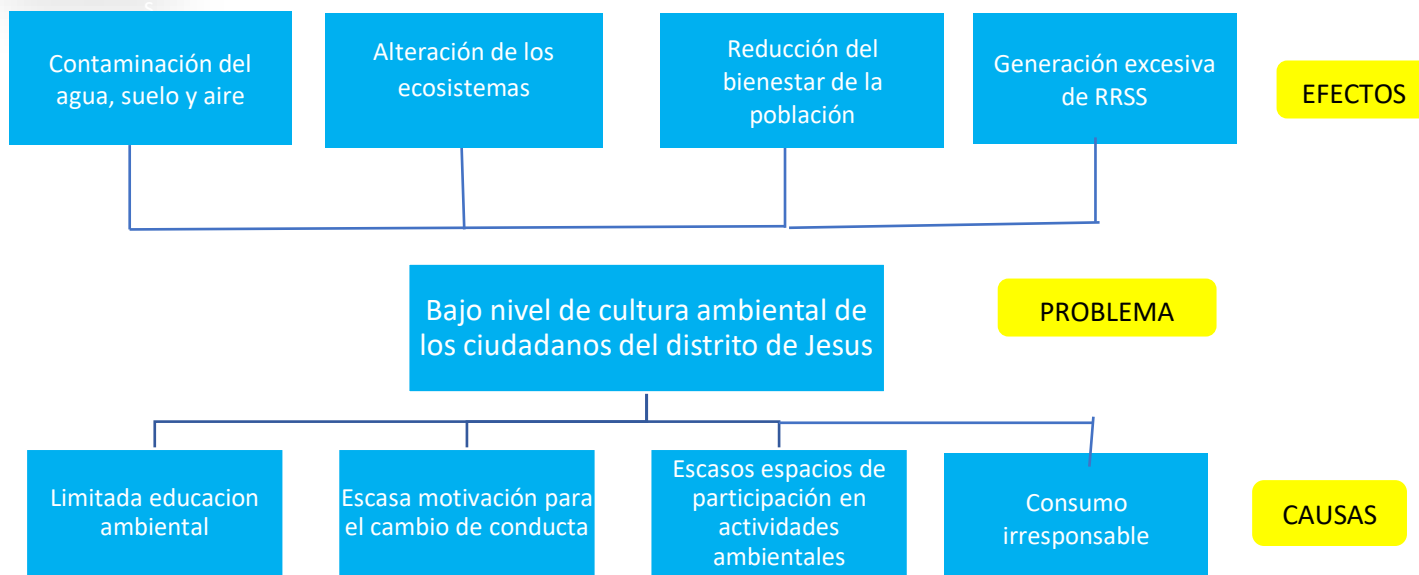 Contaminación del
agua, suelo y aire
Alteración de los
ecosistemas
Reducción del
bienestar de la
población
Generación excesiva
de RRSS
EFECTOS
Bajo nivel de cultura ambiental de
los ciudadanos del distrito de Jesus
PROBLEMA
Limitada educacion
ambiental
Escasa motivación para
el cambio de conducta
Escasos espacios de
participación en
actividades
ambientales
Consumo
irresponsable
CAUSAS